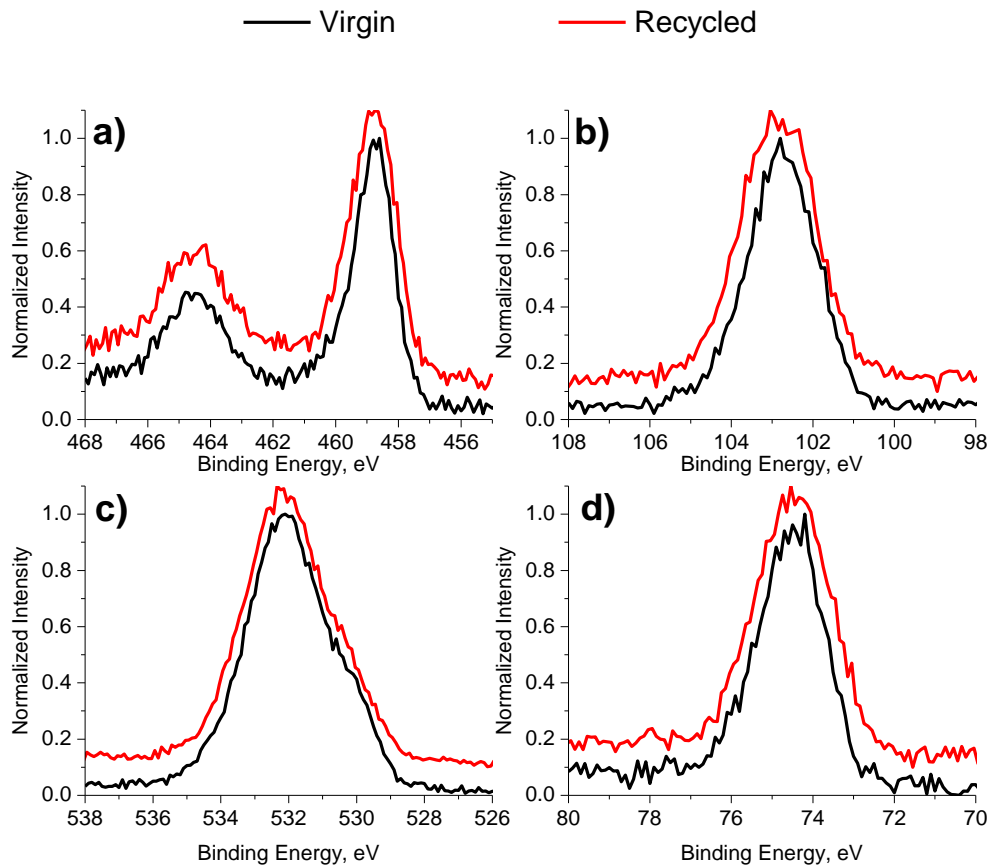 Virgin Recycled
a)
Normalized Intensity
1.0
0.8
0.6
0.4
0.2
0.0
468 466 464 462 460 458 456
Binding Energy, eV
b)
Normalized Intensity
1.0
0.8
0.6
0.4
0.2
0.0
108 106 104 102 100 98
Binding Energy, eV
c)
Normalized Intensity
1.0
0.8
0.6
0.4
0.2
0.0
538 536 534 532 530 528 526
Binding Energy, eV
d)
Normalized Intensity
1.0
0.8
0.6
0.4
0.2
0.0
80 78 76 74 72 70
Binding Energy, eV